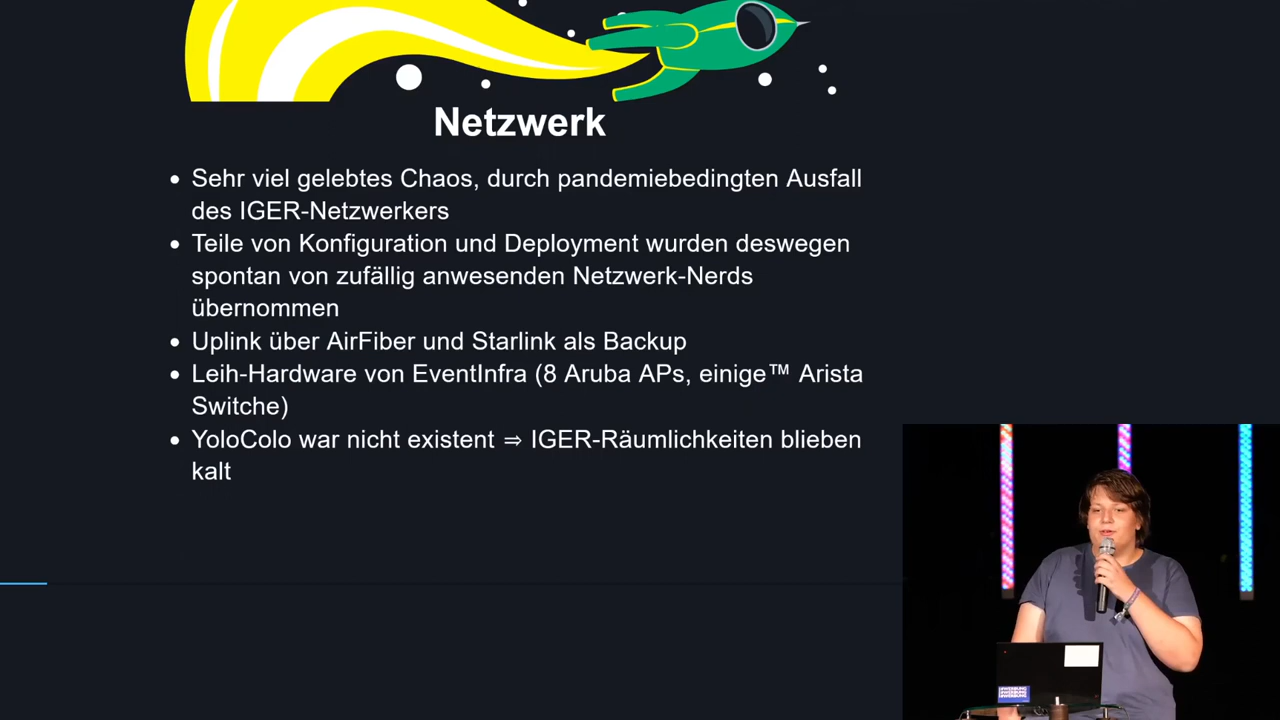 Netzwerk
Sehr viel gelebtes Chaos, durch pandemiebedingten Ausfall
des IGER-Netzwerkers
Teile von Konfiguration und Deployment wurden deswegen
spontan von zufällig anwesenden Netzwerk-Nerds
übernommen
Uplink über AirFiber und Starlink als Backup
Leih-Hardware von EventInfra (8 Aruba APs, einige™ Arista
Switche)
YoloColo war nicht existent ⇒ IGER-Räumlichkeiten blieben
kalt